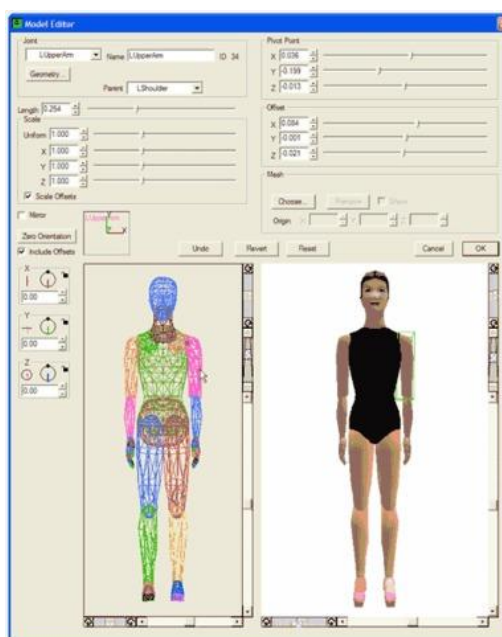 Model Editor
Joint
LUpperArm Name LUpperArm ID 34
Geometry...
Parent LShoulder
Length 0.254
Scale
Uniform 1.000
X 1.000
Y 1.000
Z 1.000
Scale Offsets
Pivot Point
X 0.036
Y -0.199
Z -0.013
Offset
X 0.084
Y -0.001
Z -0.021
Mesh
Choose... Remove Show
Origin X Y Z
Mirror
Zero Orientation
Include Offsets
LUpperArm
Y
X
Undo Revert Reset Cancel OK
X
0.00
Y
0.00
Z
0.00